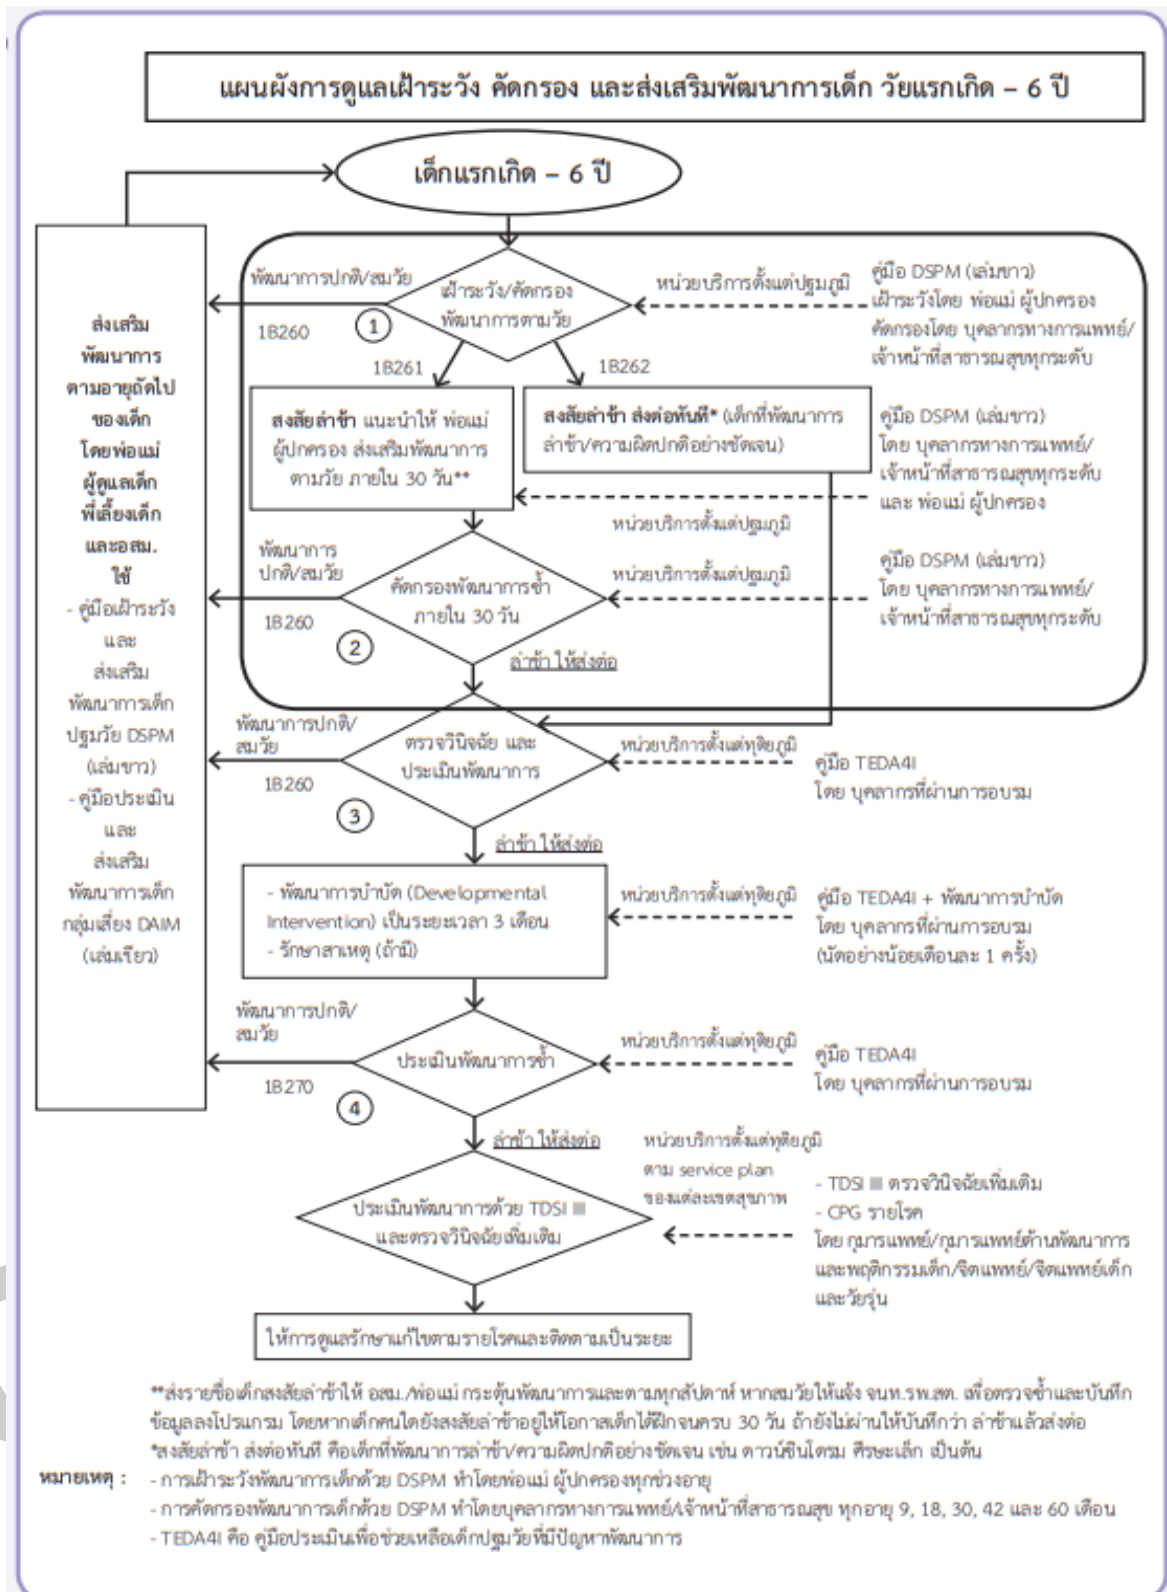 แผนผังการดูแลเฝ้าระวัง คัดกรอง และส่งเสริมพัฒนาการเด็ก วัยแรกเกิด – 6 ปี
เด็กแรกเกิด – 6 ปี
พัฒนาการปกติ/สมวัย
1B260
1
เฝ้าระวัง/คัดกรอง
พัฒนาการตามวัย
หน่วยบริการตั้งแต่ปฐมภูมิ
คู่มือ DSPM (เล่มขาว)
เฝ้าระวังโดย พ่อแม่ ผู้ปกครอง
คัดกรองโดย บุคลากรทางการแพทย์/
เจ้าหน้าที่สาธารณสุขทุกระดับ
1B261
1B262
สงสัยล่าช้า แนะนำให้ พ่อแม่
ผู้ปกครอง ส่งเสริมพัฒนาการ
ตามวัย ภายใน 30 วัน**
สงสัยล่าช้า ส่งต่อทันที* (เด็กที่พัฒนาการ
ล่าช้า/ความผิดปกติอย่างชัดเจน)
คู่มือ DSPM (เล่มขาว)
โดย บุคลากรทางการแพทย์/
เจ้าหน้าที่สาธารณสุขทุกระดับ
และ พ่อแม่ ผู้ปกครอง
หน่วยบริการตั้งแต่ปฐมภูมิ
พัฒนาการ
ปกติ/สมวัย
1B260
2
คัดกรองพัฒนาการซ้ำ
ภายใน 30 วัน
หน่วยบริการตั้งแต่ปฐมภูมิ
คู่มือ DSPM (เล่มขาว)
โดย บุคลากรทางการแพทย์/
เจ้าหน้าที่สาธารณสุขทุกระดับ
ล่าช้า ให้ส่งต่อ
พัฒนาการปกติ/
สมวัย
1B260
3
ตรวจวินิจฉัย และ
ประเมินพัฒนาการ
หน่วยบริการตั้งแต่ทุติยภูมิ
คู่มือ TEDA4I
โดย บุคลากรที่ผ่านการอบรม
ล่าช้า ให้ส่งต่อ
- พัฒนาการบำบัด (Developmental
Intervention) เป็นระยะเวลา 3 เดือน
- รักษาสาเหตุ (ถ้ามี)
หน่วยบริการตั้งแต่ทุติยภูมิ
คู่มือ TEDA4I + พัฒนาการบำบัด
โดย บุคลากรที่ผ่านการอบรม
(นัดอย่างน้อยเดือนละ 1 ครั้ง)
พัฒนาการปกติ/
สมวัย
1B270
4
ประเมินพัฒนาการซ้ำ
หน่วยบริการตั้งแต่ทุติยภูมิ
คู่มือ TEDA4I
โดย บุคลากรที่ผ่านการอบรม
ล่าช้า ให้ส่งต่อ
หน่วยบริการตั้งแต่ทุติยภูมิ
ตาม service plan
ของแต่ละเขตสุขภาพ
ประเมินพัฒนาการด้วย TDSI III
และตรวจวินิจฉัยเพิ่มเติม
- TDSI III ตรวจวินิจฉัยเพิ่มเติม
- CPG รายโรค
โดย กุมารแพทย์/กุมารแพทย์ด้านพัฒนาการ
และพฤติกรรมเด็ก/จิตแพทย์/จิตแพทย์เด็ก
และวัยรุ่น
ให้การดูแลรักษาแก้ไขตามรายโรคและติดตามเป็นระยะ
ส่งเสริม
พัฒนาการ
ตามอายุถัดไป
ของเด็ก
โดยพ่อแม่
ผู้ดูแลเด็ก
พี่เลี้ยงเด็ก
และอสม.
ใช้
- คู่มือเฝ้าระวัง
และ
ส่งเสริม
พัฒนาการเด็ก
ปฐมวัย DSPM
(เล่มขาว)
- คู่มือประเมิน
และ
ส่งเสริม
พัฒนาการเด็ก
กลุ่มเสี่ยง DAIM
(เล่มเขียว)
**ส่งรายชื่อเด็กสงสัยล่าช้าให้ อสม./พ่อแม่ กระตุ้นพัฒนาการและตามทุกสัปดาห์ หากสมวัยให้แจ้ง จนท.รพ.สต. เพื่อตรวจซ้ำและบันทึก
ข้อมูลลงโปรแกรม โดยหากเด็กคนใดยังสงสัยล่าช้าอยู่ให้โอกาสเด็กได้ฝึกจนครบ 30 วัน ถ้ายังไม่ผ่านให้บันทึกว่า ล่าช้าแล้วส่งต่อ
*สงสัยล่าช้า ส่งต่อทันที คือเด็กที่พัฒนาการล่าช้า/ความผิดปกติอย่างชัดเจน เช่น ดาวน์ซินโดรม ศีรษะเล็ก เป็นต้น
หมายเหตุ : - การเฝ้าระวังพัฒนาการเด็กด้วย DSPM ทำโดยพ่อแม่ ผู้ปกครองทุกช่วงอายุ
- การคัดกรองพัฒนาการเด็กด้วย DSPM ทำโดยบุคลากรทางการแพทย์/เจ้าหน้าที่สาธารณสุข ทุกอายุ 9, 18, 30, 42 และ 60 เดือน
- TEDA4I คือ คู่มือประเมินเพื่อช่วยเหลือเด็กปฐมวัยที่มีปัญหาพัฒนาการ